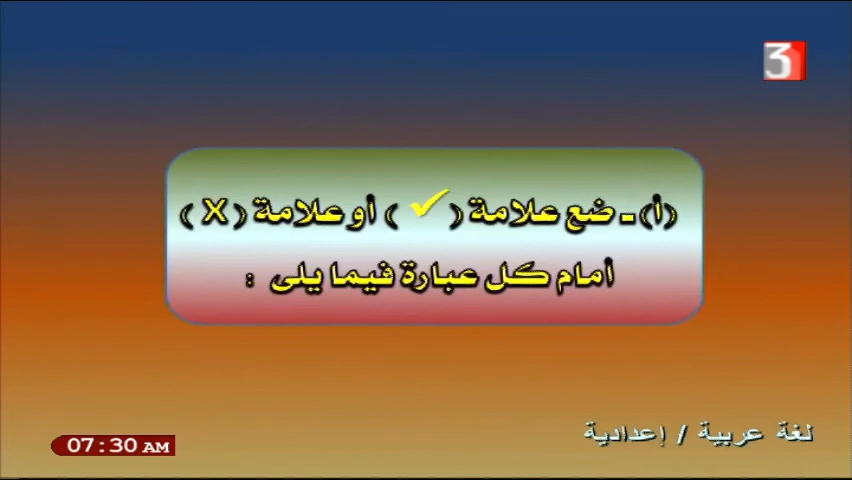 3
(أ) - ضع علامة ( ✓ ) أو علامة ( X )
أمام كل عبارة فيما يلى :
لغة عربية / إعدادية
07:30 AM